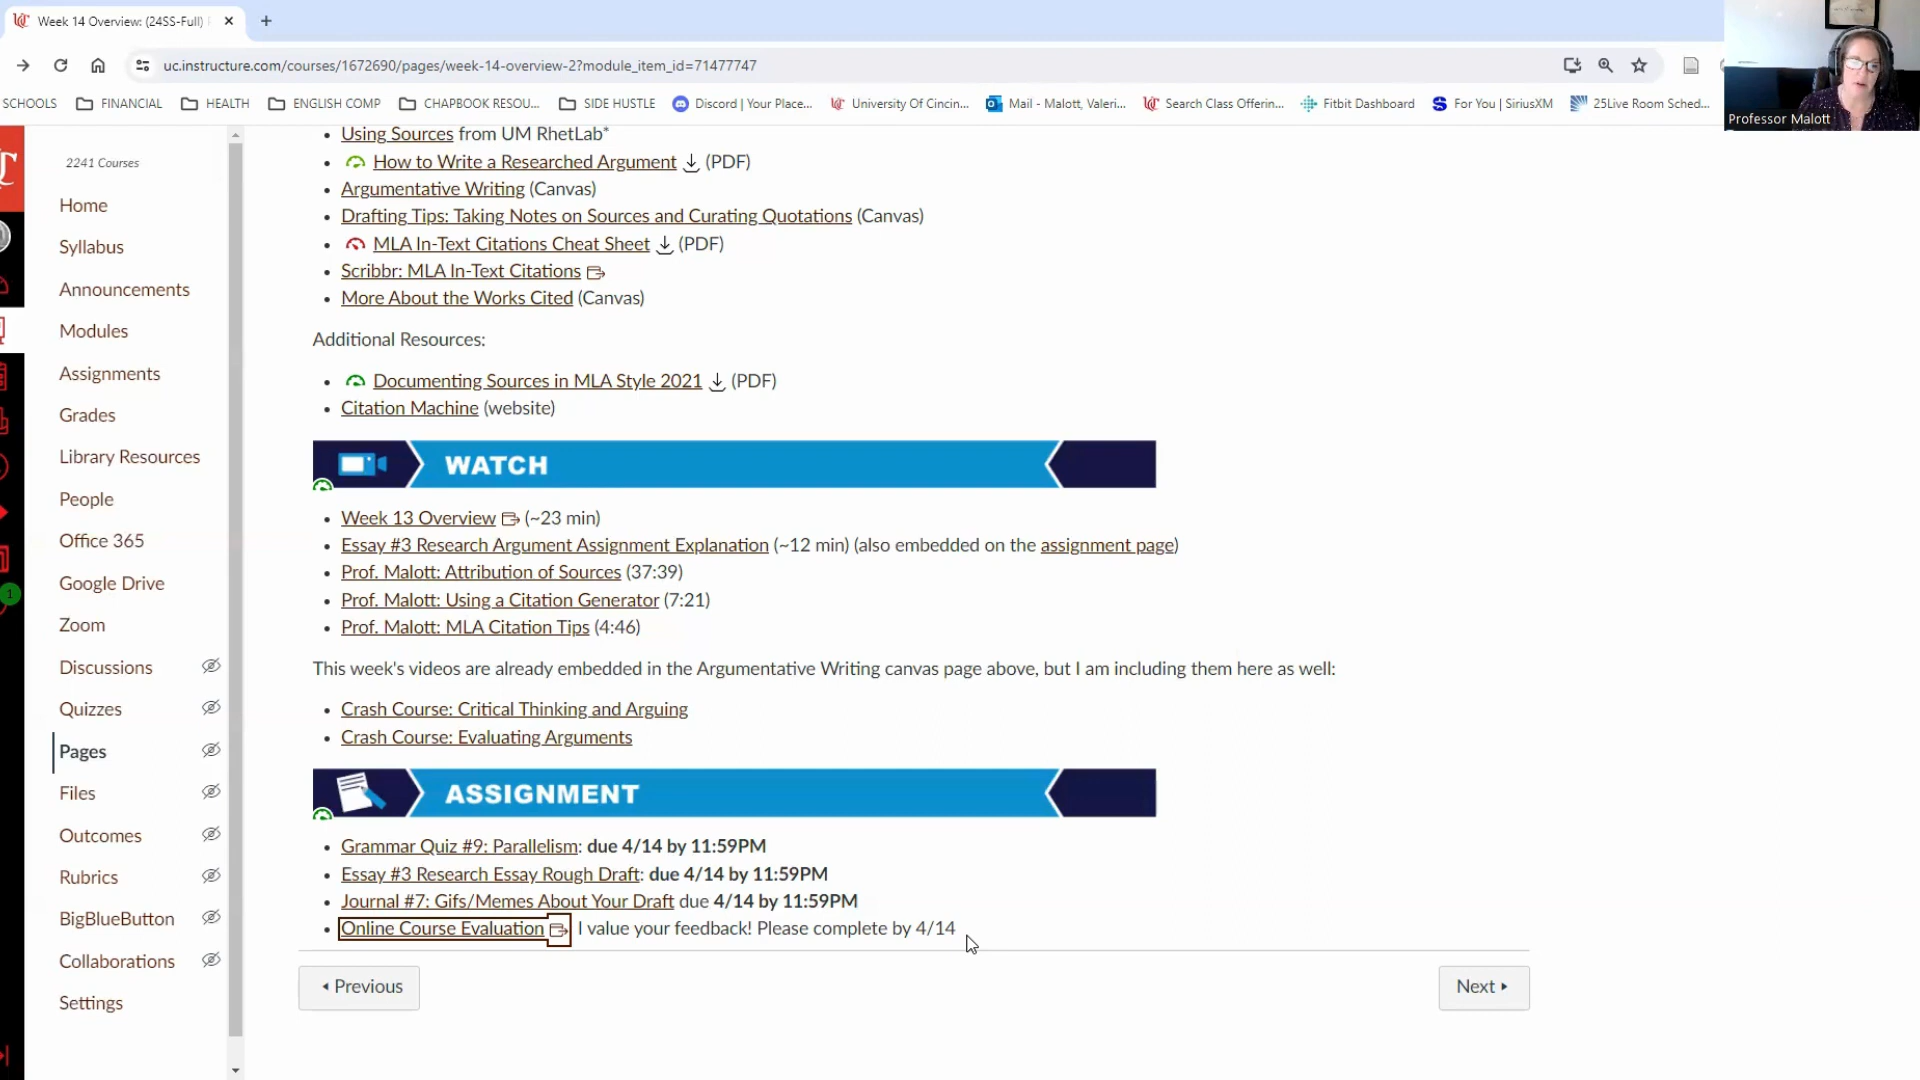 Week 14 Overview: (24SS-Full)
uc.instructure.com/courses/1672690/pages/week-14-overview-2?module_item_id=71477747
SCHOOLS FINANCIAL HEALTH ENGLISH COMP CHAPBOOK RESOU... SIDE HUSTLE Discord | Your Place... University Of Cincin... Mail - Malott, Valeri... Search Class Offerin... Fitbit Dashboard For You | SiriusXM 25Live Room Sched...
Professor Malott
2241 Courses
Home
Syllabus
Announcements
Modules
Assignments
Grades
Library Resources
People
Office 365
Google Drive
Zoom
Discussions
Quizzes
Pages
Files
Outcomes
Rubrics
BigBlueButton
Collaborations
Settings
1
Using Sources from UM RhetLab*
How to Write a Researched Argument (PDF)
Argumentative Writing (Canvas)
Drafting Tips: Taking Notes on Sources and Curating Quotations (Canvas)
MLA In-Text Citations Cheat Sheet (PDF)
Scribbr: MLA In-Text Citations
More About the Works Cited (Canvas)
Additional Resources:
Documenting Sources in MLA Style 2021 (PDF)
Citation Machine (website)
WATCH
Week 13 Overview (~23 min)
Essay #3 Research Argument Assignment Explanation (~12 min) (also embedded on the assignment page)
Prof. Malott: Attribution of Sources (37:39)
Prof. Malott: Using a Citation Generator (7:21)
Prof. Malott: MLA Citation Tips (4:46)
This week's videos are already embedded in the Argumentative Writing canvas page above, but I am including them here as well:
Crash Course: Critical Thinking and Arguing
Crash Course: Evaluating Arguments
ASSIGNMENT
Grammar Quiz #9: Parallelism: due 4/14 by 11:59PM
Essay #3 Research Essay Rough Draft: due 4/14 by 11:59PM
Journal #7: Gifs/Memes About Your Draft due 4/14 by 11:59PM
Online Course Evaluation I value your feedback! Please complete by 4/14
Previous
Next